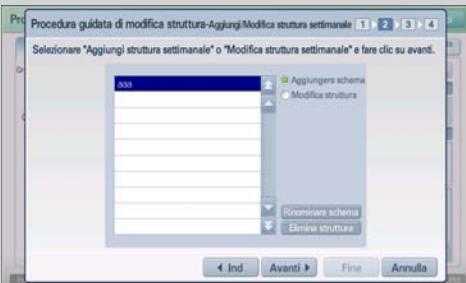 Procedura guidata di modifica struttura-Aggiungi/Modifica struttura settimanale 1 2 3 4
Selezionare "Aggiungi struttura settimanale" o "Modifica struttura settimanale" e fare clic su avanti.
aaa
Aggiungere schema
Modifica struttura
Rinominare schema
Elimina struttura
Ind Avanti Fine Annulla